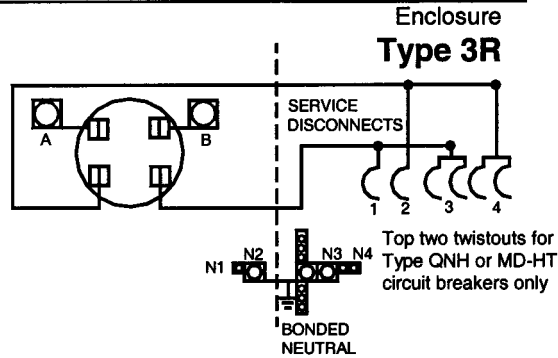 Enclosure
Type 3R
SERVICE
DISCONNECTS
A
B
1 2 3 4
N1 N2 N3 N4
Top two twistouts for
Type QNH or MD-HT
circuit breakers only
BONDED
NEUTRAL